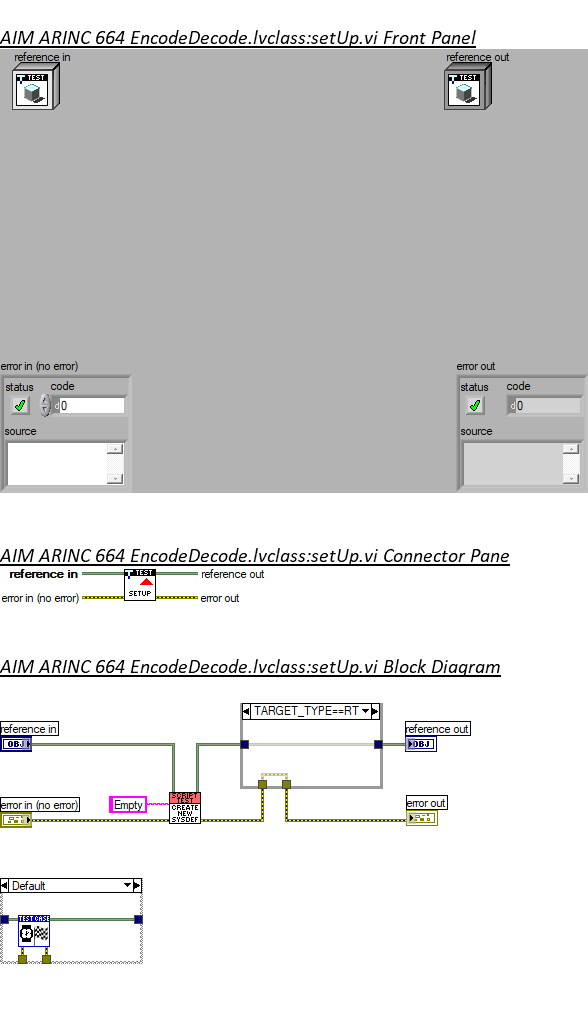 AIM ARINC 664 EncodeDecode.lvclass:setUp.vi Front Panel
reference in
reference out
TEST
TEST
error in (no error)
error out
status code
status code
d 0
d 0
source
source
AIM ARINC 664 EncodeDecode.lvclass:setUp.vi Connector Pane
reference in
TEST
reference out
error in (no error)
SETUP
error out
AIM ARINC 664 EncodeDecode.lvclass:setUp.vi Block Diagram
TARGET_TYPE==RT
reference in
reference out
OBJ
OBJ
error in (no error)
Empty
SCRIPT
TEST
CREATE
NEW
SYSDEF
error out
Default
TESTCASE